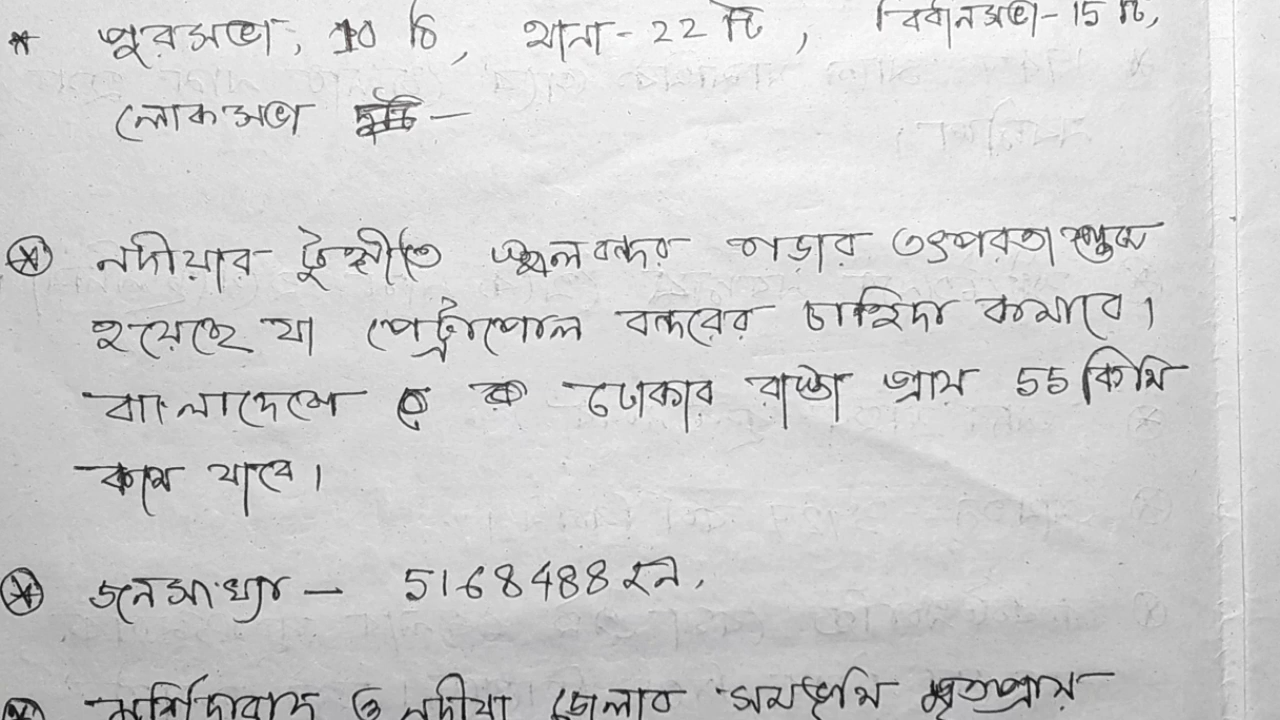 * পুরসভা, 10 টি, থানা - 22 টি, বিধানসভা - 15 টি,
লোকসভা —
* নদীয়ার টুঙ্গীতে স্থলবন্দর গড়ার তৎপরতা শুরু
হয়েছে যা পেট্রাপোল বন্দরের চাহিদা কমাবে।
বাংলাদেশে ঢোকার রাস্তা প্রায় 55 কিমি
কমে যাবে।
* জনসংখ্যা — 5168488 জন,
* মুর্শিদাবাদ ও নদীয়া জেলার সমভূমি মৃতপ্রায়